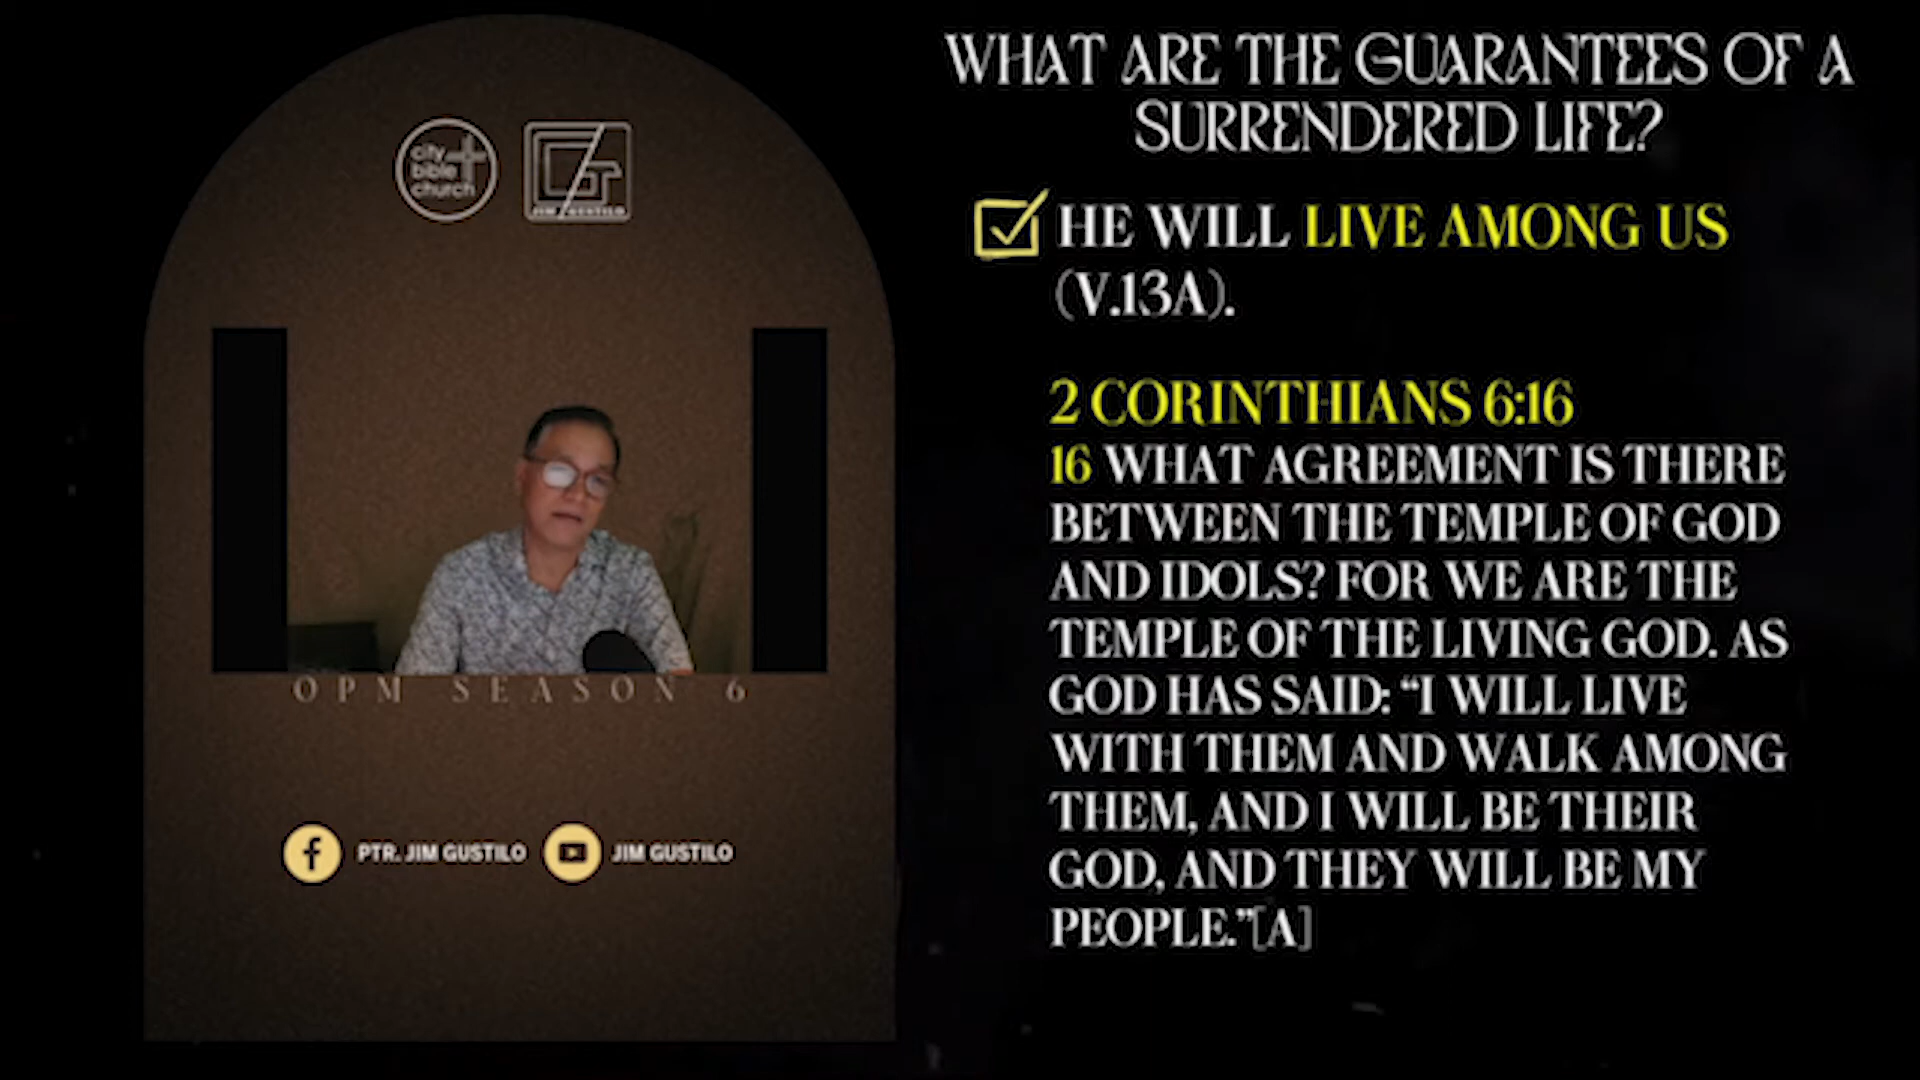 city
bible
church
JIM GUSTILO
OPM SEASON 6
PTR. JIM GUSTILO
JIM GUSTILO
WHAT ARE THE GUARANTEES OF A
SURRENDERED LIFE?
HE WILL LIVE AMONG US
(V.13A).
2 CORINTHIANS 6:16
16 WHAT AGREEMENT IS THERE
BETWEEN THE TEMPLE OF GOD
AND IDOLS? FOR WE ARE THE
TEMPLE OF THE LIVING GOD. AS
GOD HAS SAID: “I WILL LIVE
WITH THEM AND WALK AMONG
THEM, AND I WILL BE THEIR
GOD, AND THEY WILL BE MY
PEOPLE.”[A]